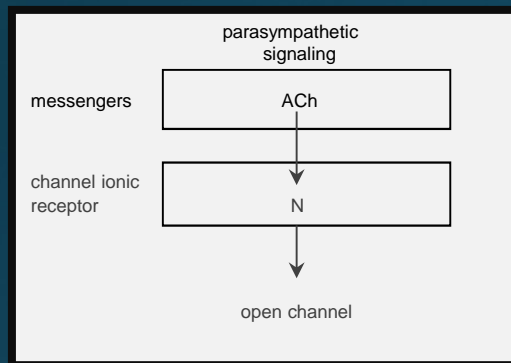 parasympathetic
signaling
messengers
ACh
channel ionic
receptor
N
open channel